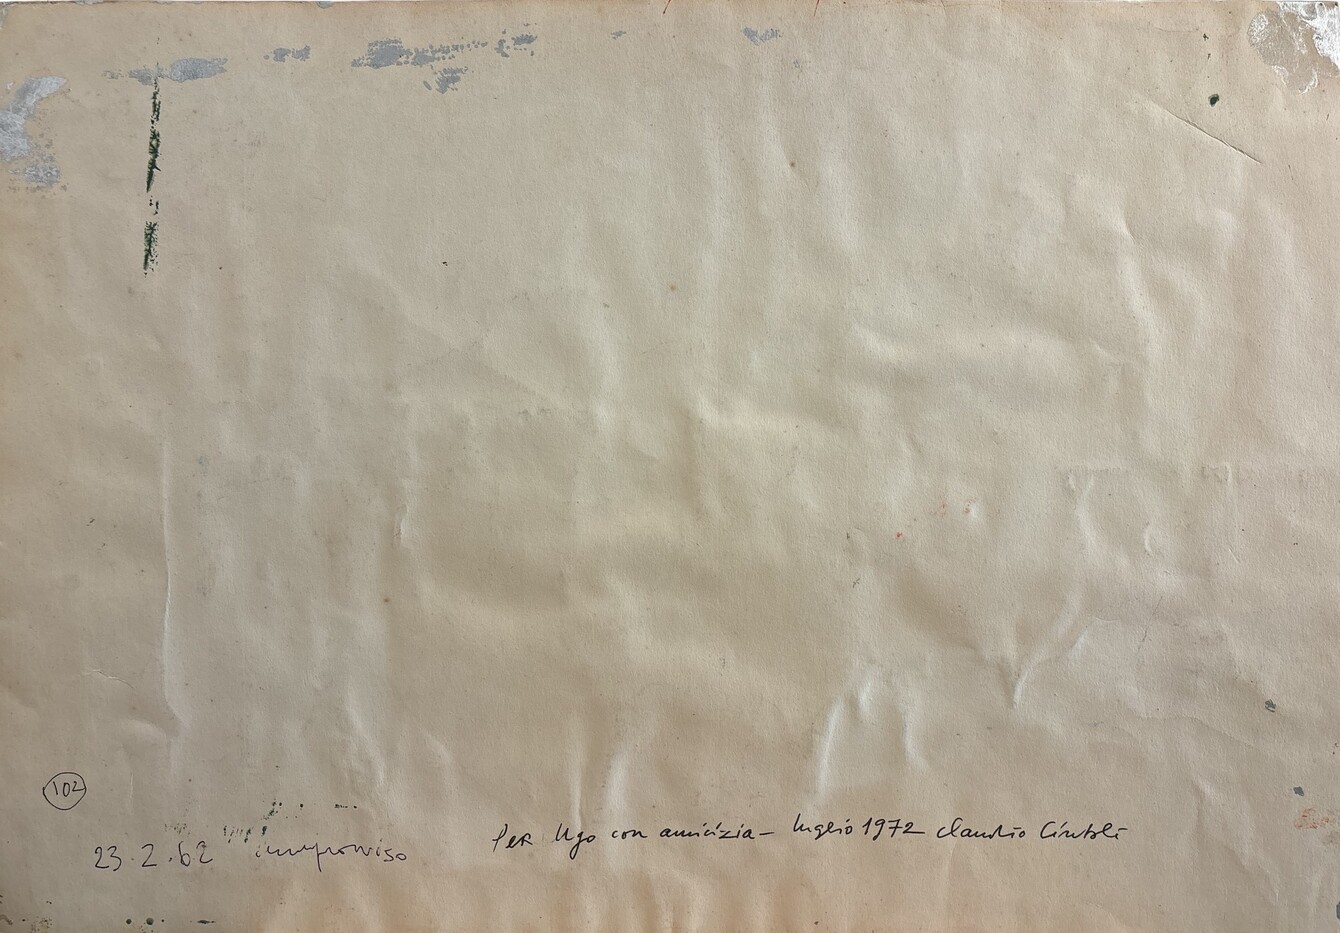 102
23.2.62 "improvviso
Per Ugo con amicizia - luglio 1972 Claudio Cintoli